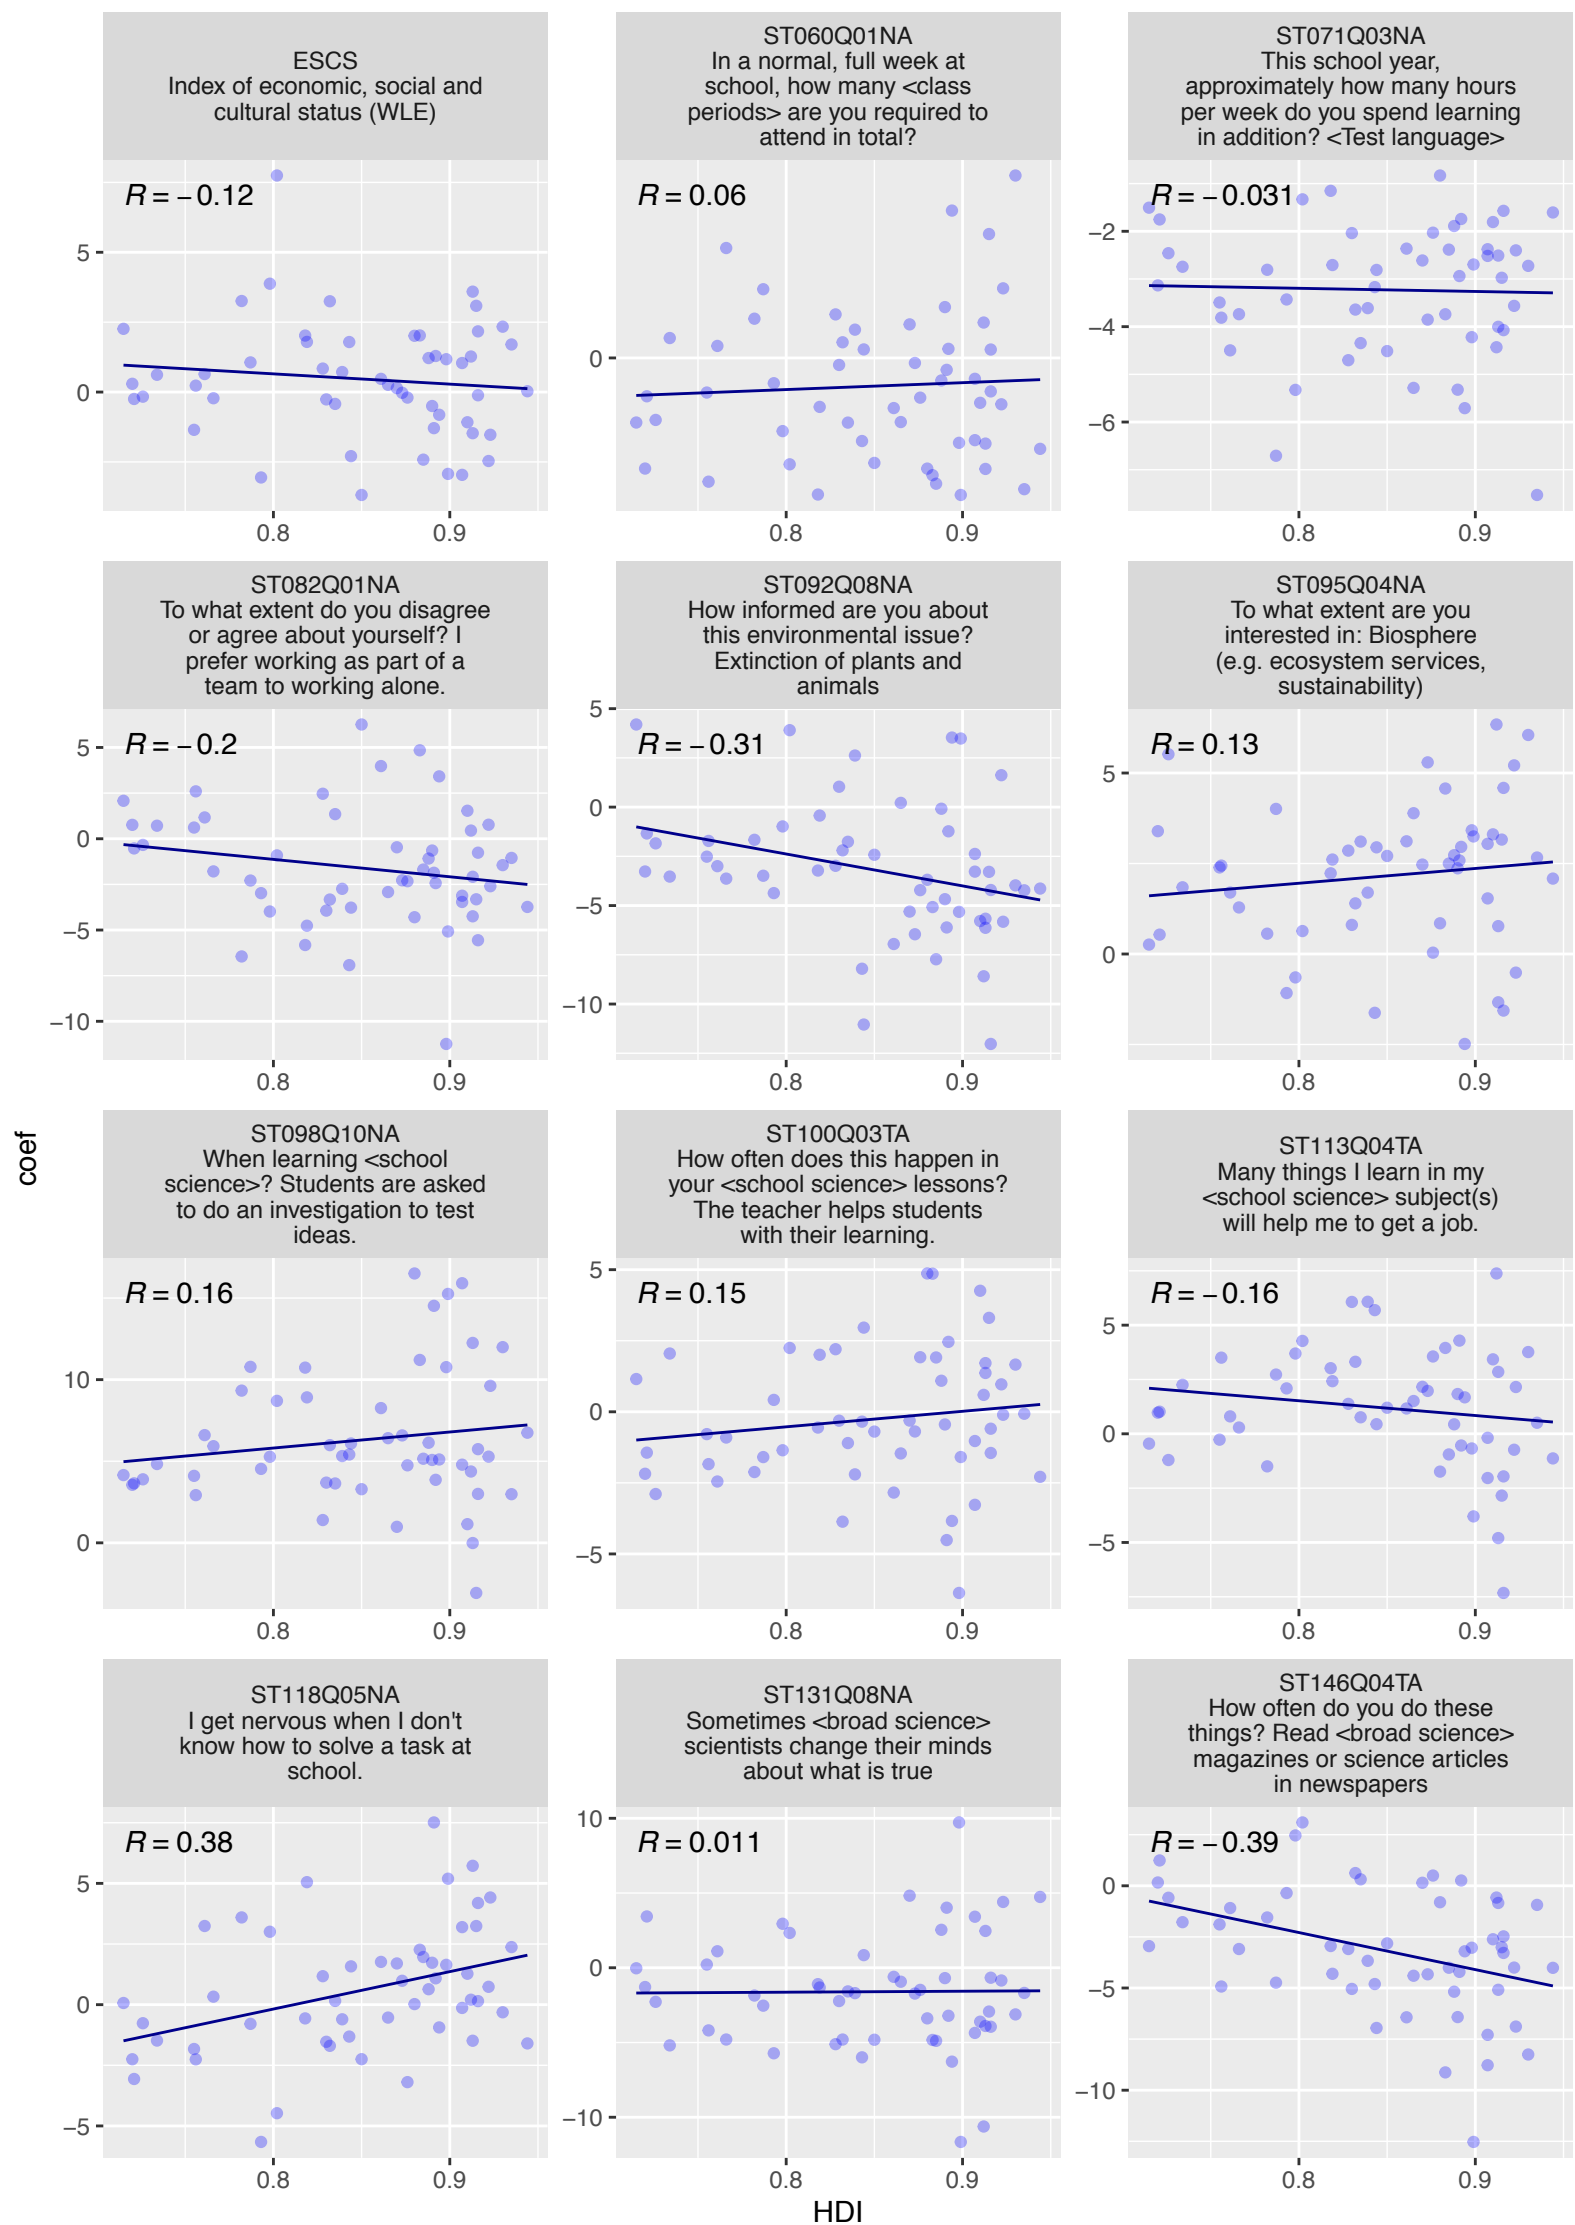 ESCS
Index of economic, social and
cultural status (WLE)
R = −0.12
5
0
0.8
0.9
ST060Q01NA
In a normal, full week at
school, how many <class
periods> are you required to
attend in total?
R = 0.06
0
0.8
0.9
ST071Q03NA
This school year,
approximately how many hours
per week do you spend learning
in addition? <Test language>
R = −0.031
−2
−4
−6
0.8
0.9
ST082Q01NA
To what extent do you disagree
or agree about yourself? I
prefer working as part of a
team to working alone.
R = −0.2
5
0
−5
−10
0.8
0.9
ST092Q08NA
How informed are you about
this environmental issue?
Extinction of plants and
animals
R = −0.31
5
0
−5
−10
0.8
0.9
ST095Q04NA
To what extent are you
interested in: Biosphere
(e.g. ecosystem services,
sustainability)
R = 0.13
5
0
0.8
0.9
coef
ST098Q10NA
When learning <school
science>? Students are asked
to do an investigation to test
ideas.
R = 0.16
10
0
0.8
0.9
ST100Q03TA
How often does this happen in
your <school science> lessons?
The teacher helps students
with their learning.
R = 0.15
5
0
−5
0.8
0.9
ST113Q04TA
Many things I learn in my
<school science> subject(s)
will help me to get a job.
R = −0.16
5
0
−5
0.8
0.9
ST118Q05NA
I get nervous when I don't
know how to solve a task at
school.
R = 0.38
5
0
−5
0.8
0.9
ST131Q08NA
Sometimes <broad science>
scientists change their minds
about what is true
R = 0.011
10
0
−10
0.8
0.9
ST146Q04TA
How often do you do these
things? Read <broad science>
magazines or science articles
in newspapers
R = −0.39
0
−5
−10
0.8
0.9
HDI